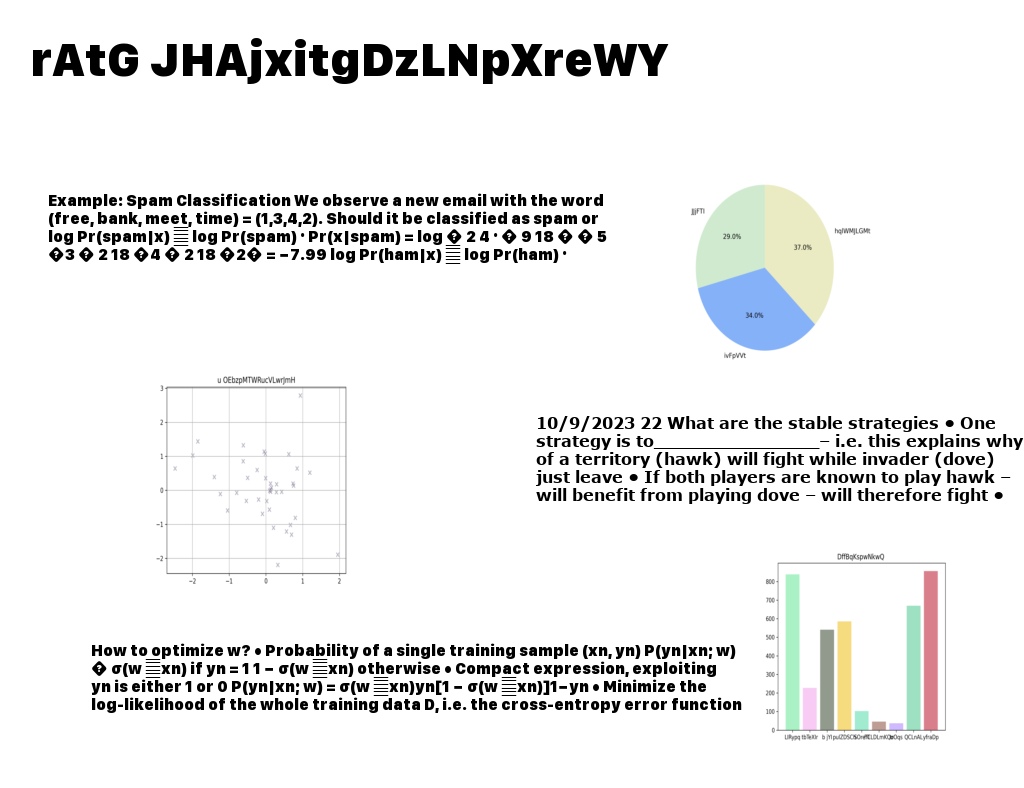 rAtG JHAjxitgDzLNpXreWY
Example: Spam Classification We observe a new email with the word
(free, bank, meet, time) = (1,3,4,2). Should it be classified as spam or
log Pr(spam|x) ䷀ log Pr(spam) · Pr(x|spam) = log � 2 4 · � 9 18 � � 5
�3 � 2 18 �4 � 2 18 �2� = −7.99 log Pr(ham|x) ䷀ log Pr(ham) ·
JJjFTl
29.0%
hqIWMJLGMt
37.0%
34.0%
ivFpVVt
u OEbzpMTWRucVLwrJmH
3
2
1
0
−1
−2
−2 −1 0 1 2
10/9/2023 22 What are the stable strategies • One
strategy is to___________________– i.e. this explains why
of a territory (hawk) will fight while invader (dove)
just leave • If both players are known to play hawk –
will benefit from playing dove – will therefore fight •
DffBqKspwNkwQ
800
700
600
500
400
300
200
100
0
LlRypq tbTeXlr
QCLnA LyfraDp
How to optimize w? • Probability of a single training sample (xn, yn) P(yn|xn; w)
� σ(w ䷀xn) if yn = 1 1 − σ(w ䷀xn) otherwise • Compact expression, exploiting
yn is either 1 or 0 P(yn|xn; w) = σ(w ䷀xn)yn[1 − σ(w ䷀xn)]1−yn • Minimize the
log-likelihood of the whole training data D, i.e. the cross-entropy error function